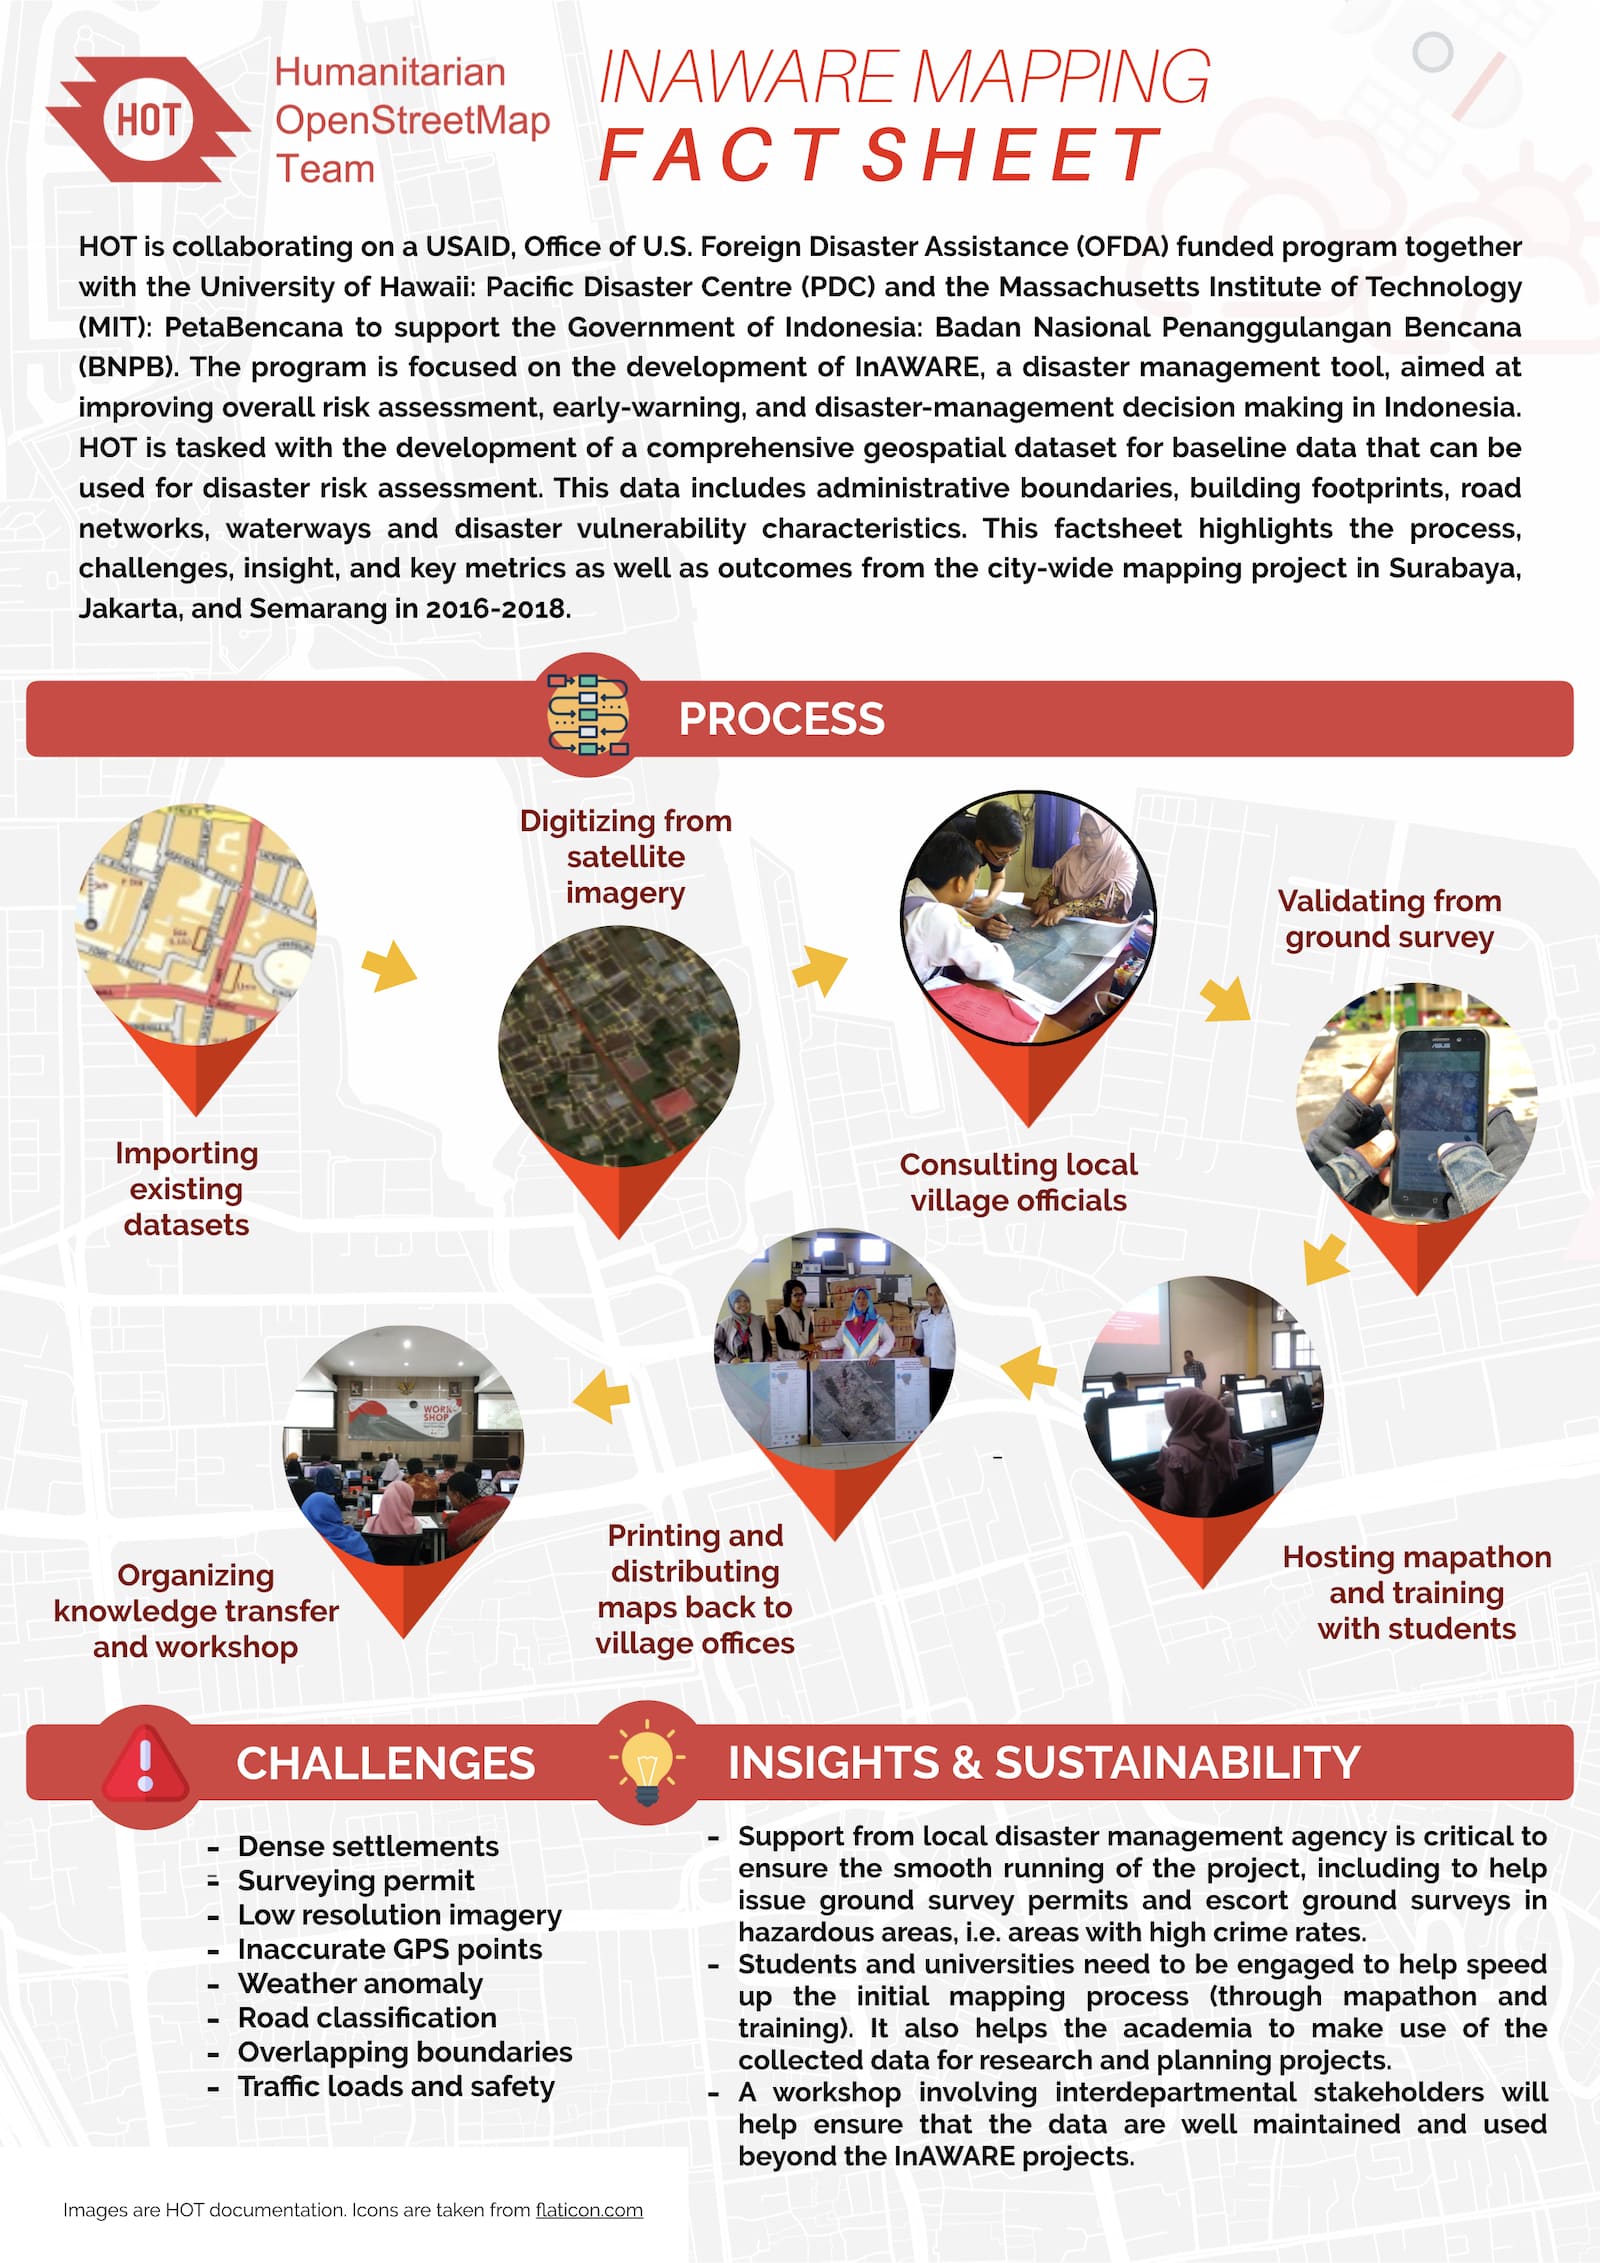 HOT
Humanitarian
OpenStreetMap
Team
INAWARE MAPPING
FACT SHEET
HOT is collaborating on a USAID, Office of U.S. Foreign Disaster Assistance (OFDA) funded program together
with the University of Hawaii: Pacific Disaster Centre (PDC) and the Massachusetts Institute of Technology
(MIT): PetaBencana to support the Government of Indonesia: Badan Nasional Penanggulangan Bencana
(BNPB). The program is focused on the development of InAWARE, a disaster management tool, aimed at
improving overall risk assessment, early-warning, and disaster-management decision making in Indonesia.
HOT is tasked with the development of a comprehensive geospatial dataset for baseline data that can be
used for disaster risk assessment. This data includes administrative boundaries, building footprints, road
networks, waterways and disaster vulnerability characteristics. This factsheet highlights the process,
challenges, insight, and key metrics as well as outcomes from the city-wide mapping project in Surabaya,
Jakarta, and Semarang in 2016-2018.
PROCESS
Importing
existing
datasets
Digitizing from
satellite
imagery
Consulting local
village officials
Validating from
ground survey
ASUS
Hosting mapathon
and training
with students
-
Printing and
distributing
maps back to
village offices
WORK-
SHOP
Organizing
knowledge transfer
and workshop
CHALLENGES
- Dense settlements
- Surveying permit
- Low resolution imagery
- Inaccurate GPS points
- Weather anomaly
- Road classification
- Overlapping boundaries
- Traffic loads and safety
INSIGHTS & SUSTAINABILITY
- Support from local disaster management agency is critical to
ensure the smooth running of the project, including to help
issue ground survey permits and escort ground surveys in
hazardous areas, i.e. areas with high crime rates.
- Students and universities need to be engaged to help speed
up the initial mapping process (through mapathon and
training). It also helps the academia to make use of the
collected data for research and planning projects.
- A workshop involving interdepartmental stakeholders will
help ensure that the data are well maintained and used
beyond the InAWARE projects.
Images are HOT documentation. Icons are taken from flaticon.com